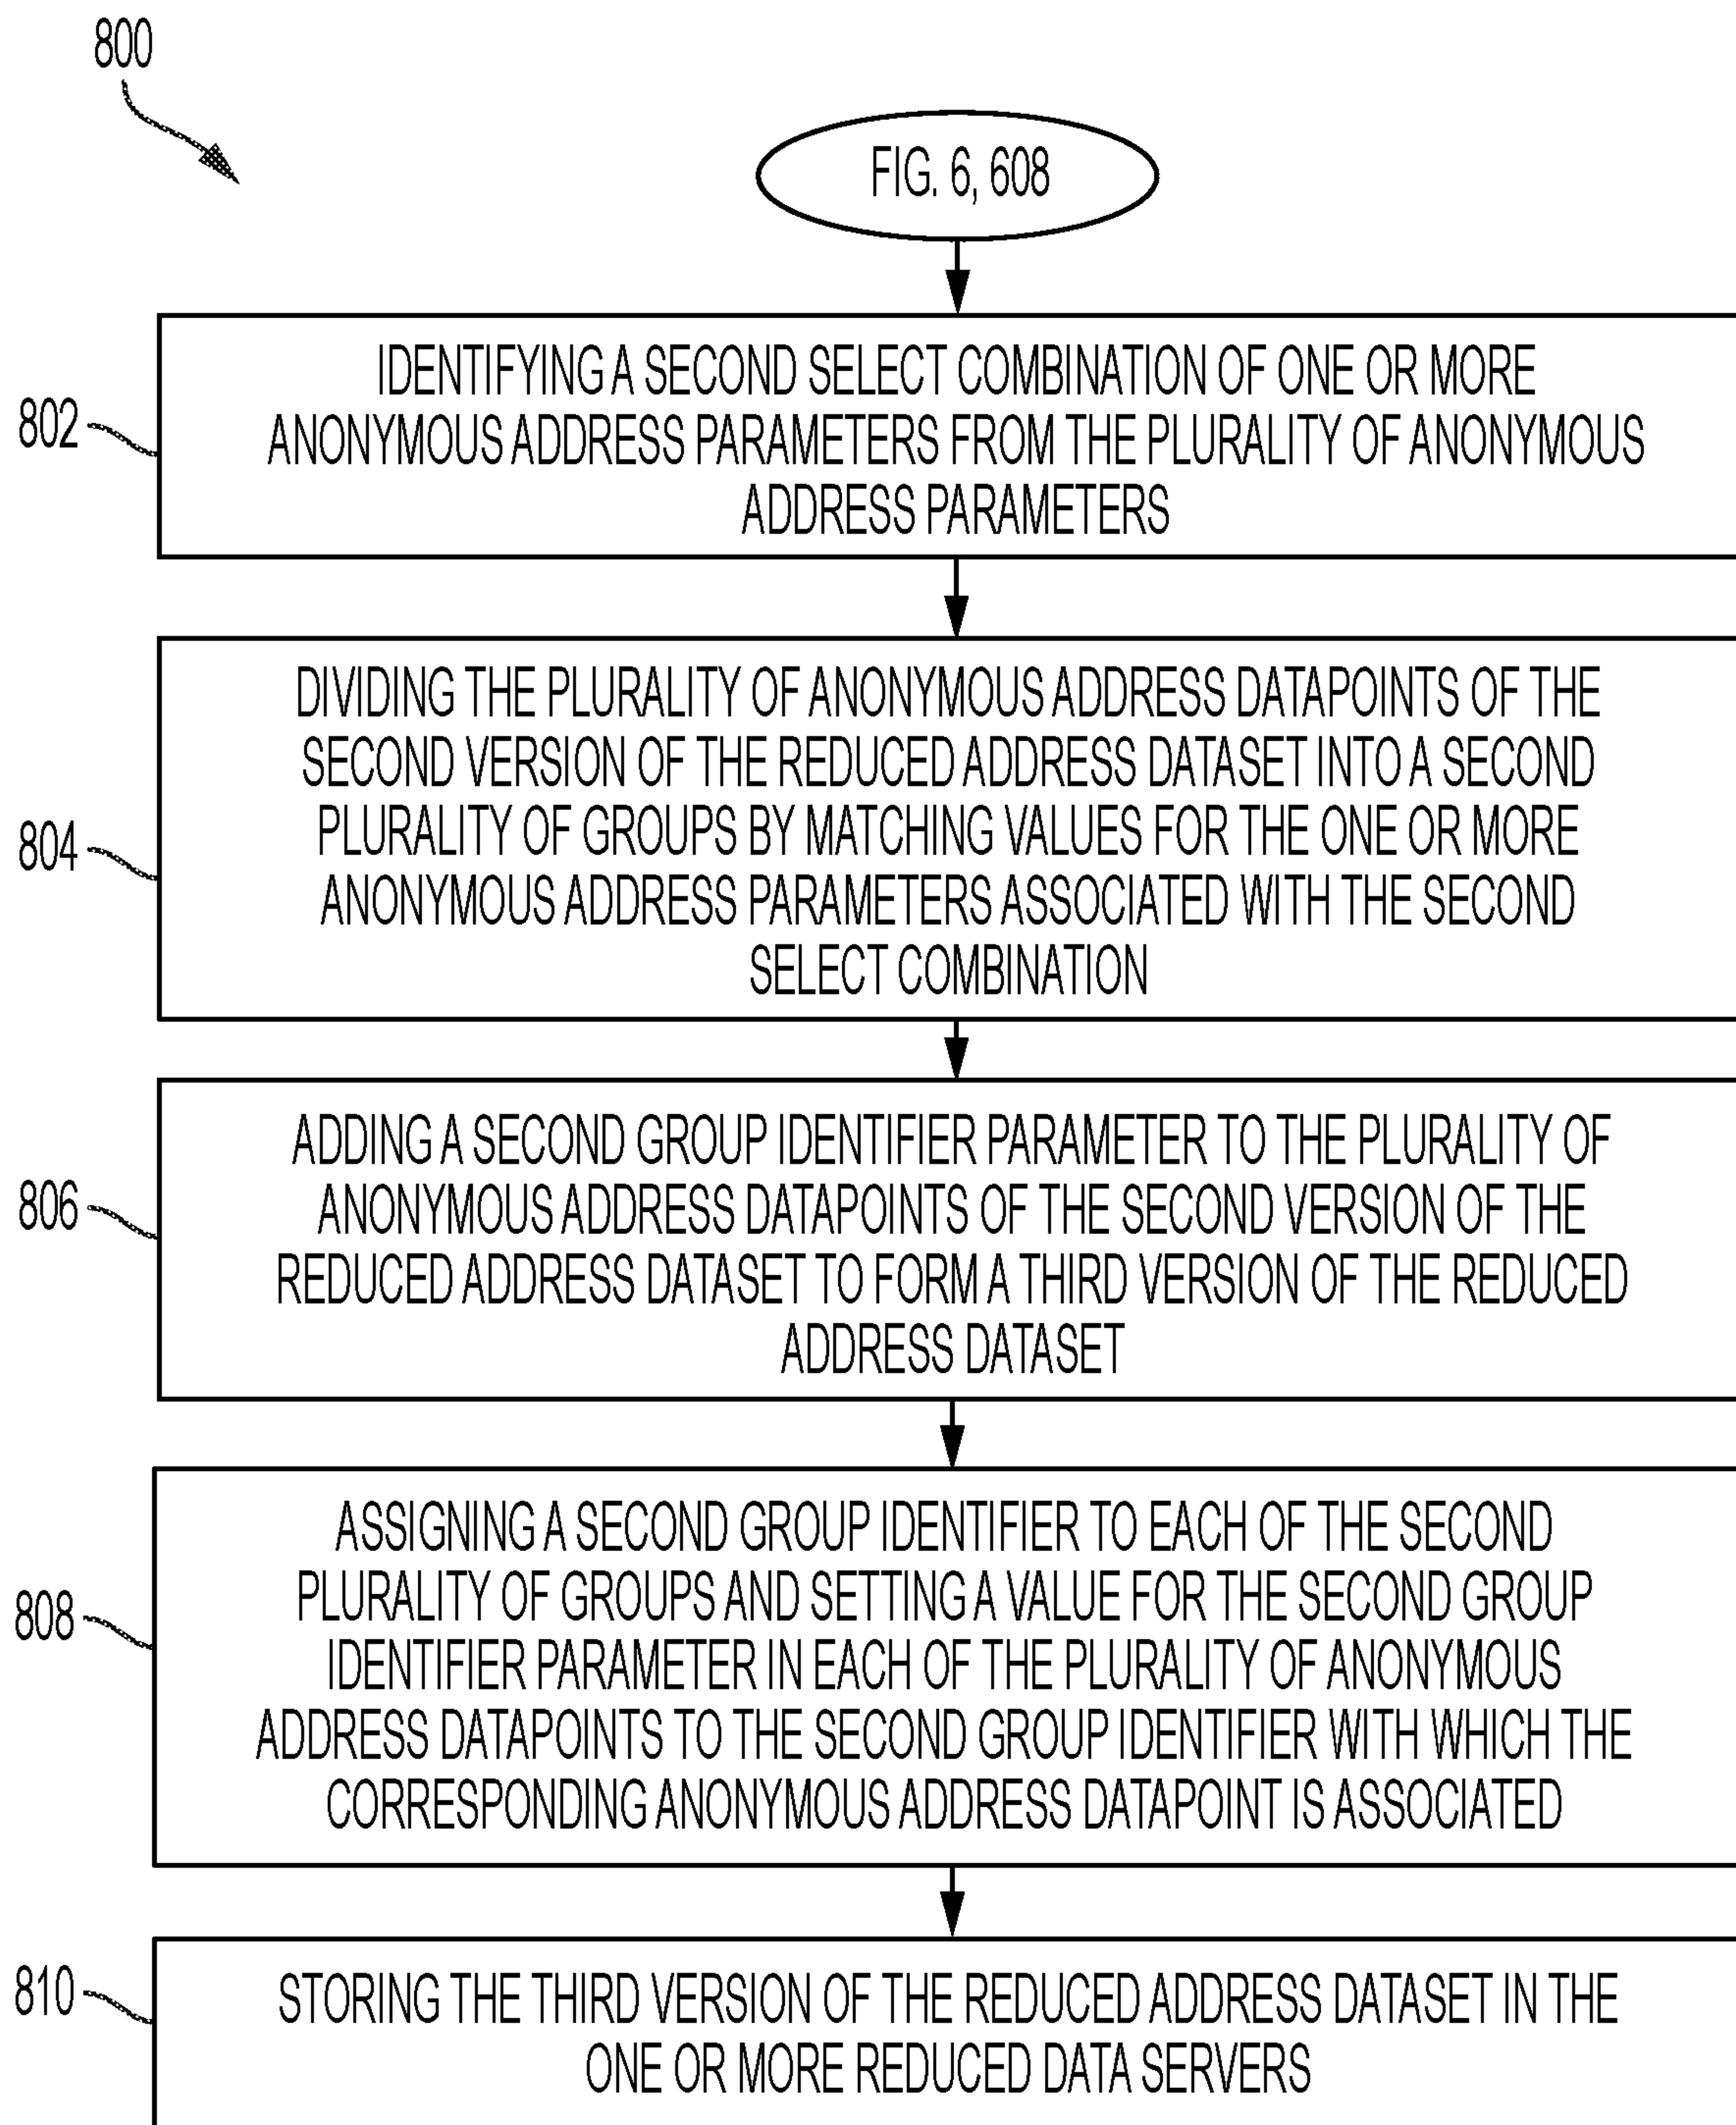 800
FIG. 6, 608
802
IDENTIFYING A SECOND SELECT COMBINATION OF ONE OR MORE
ANONYMOUS ADDRESS PARAMETERS FROM THE PLURALITY OF ANONYMOUS
ADDRESS PARAMETERS
804
DIVIDING THE PLURALITY OF ANONYMOUS ADDRESS DATAPOINTS OF THE
SECOND VERSION OF THE REDUCED ADDRESS DATASET INTO A SECOND
PLURALITY OF GROUPS BY MATCHING VALUES FOR THE ONE OR MORE
ANONYMOUS ADDRESS PARAMETERS ASSOCIATED WITH THE SECOND
SELECT COMBINATION
806
ADDING A SECOND GROUP IDENTIFIER PARAMETER TO THE PLURALITY OF
ANONYMOUS ADDRESS DATAPOINTS OF THE SECOND VERSION OF THE
REDUCED ADDRESS DATASET TO FORM A THIRD VERSION OF THE REDUCED
ADDRESS DATASET
808
ASSIGNING A SECOND GROUP IDENTIFIER TO EACH OF THE SECOND
PLURALITY OF GROUPS AND SETTING A VALUE FOR THE SECOND GROUP
IDENTIFIER PARAMETER IN EACH OF THE PLURALITY OF ANONYMOUS
ADDRESS DATAPOINTS TO THE SECOND GROUP IDENTIFIER WITH WHICH THE
CORRESPONDING ANONYMOUS ADDRESS DATAPOINT IS ASSOCIATED
810
STORING THE THIRD VERSION OF THE REDUCED ADDRESS DATASET IN THE
ONE OR MORE REDUCED DATA SERVERS